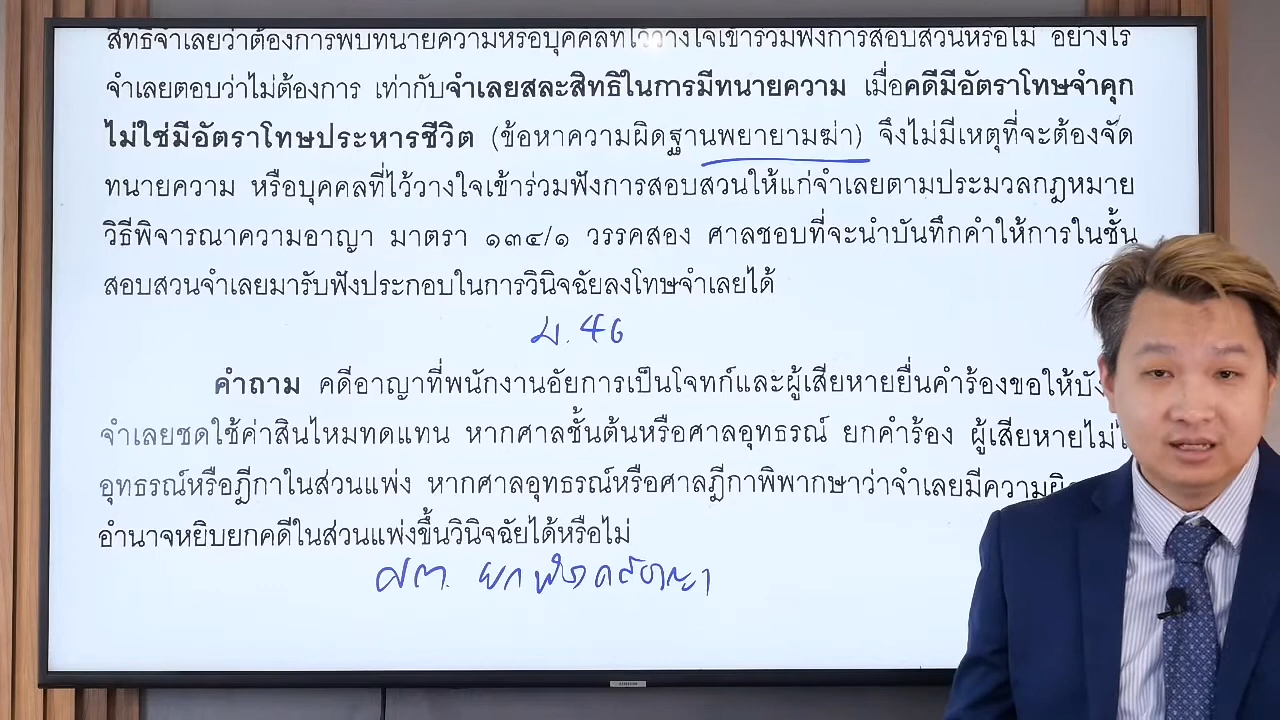 สิทธิจำเลยว่าต้องการพบทนายความหรือบุคคลที่ไว้วางใจเข้าร่วมฟังการสอบสวนหรือไม่ อย่างไร
จำเลยตอบว่าไม่ต้องการ เท่ากับจำเลยสละสิทธิในการมีทนายความ เมื่อคดีมีอัตราโทษจำคุก
ไม่ใช่มีอัตราโทษประหารชีวิต (ข้อหาความผิดฐานพยายามฆ่า) จึงไม่มีเหตุที่จะต้องจัด
ทนายความ หรือบุคคลที่ไว้วางใจเข้าร่วมฟังการสอบสวนให้แก่จำเลยตามประมวลกฎหมาย
วิธีพิจารณาความอาญา มาตรา ๑๓๔/๑ วรรคสอง ศาลชอบที่จะนำบันทึกคำให้การในชั้น
สอบสวนจำเลยมารับฟังประกอบในการวินิจฉัยลงโทษจำเลยได้
ม. 46
คำถาม คดีอาญาที่พนักงานอัยการเป็นโจทก์และผู้เสียหายยื่นคำร้องขอให้
จำเลยชดใช้ค่าสินไหมทดแทน หากศาลชั้นต้นหรือศาลอุทธรณ์ ยกคำร้อง ผู้เสียหาย
อุทธรณ์หรือฎีกาในส่วนแพ่ง หากศาลอุทธรณ์หรือศาลฎีกาพิพากษาว่าจำเลยมี
อำนาจหยิบยกคดีในส่วนแพ่งขึ้นวินิจฉัยได้หรือไม่
ยก